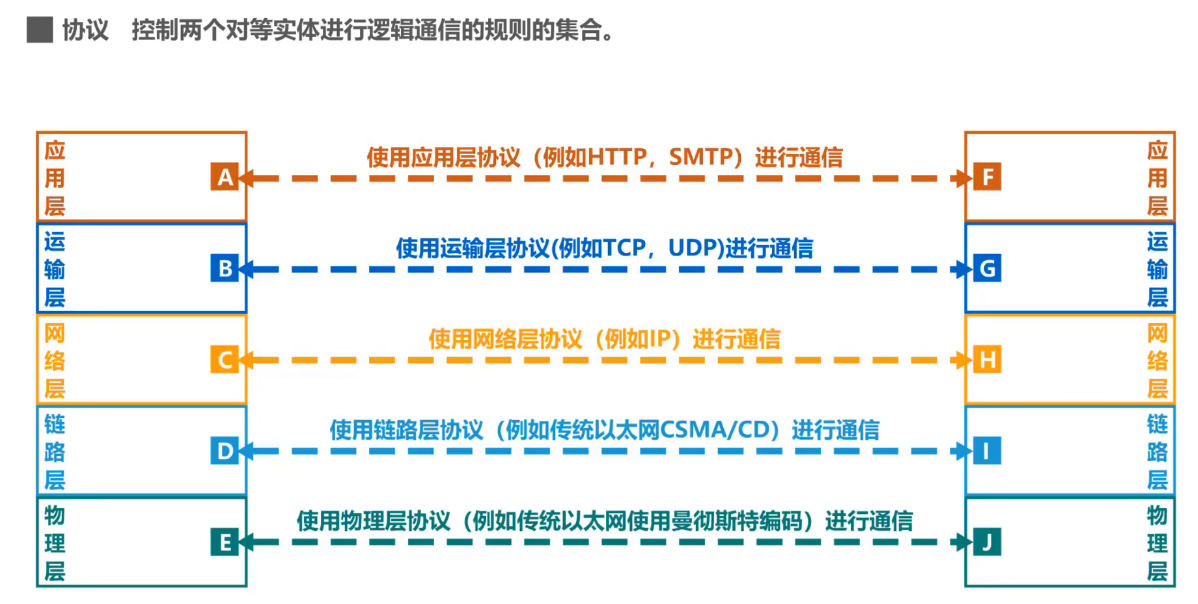 协议 控制两个对等实体进行逻辑通信的规则的集合。
应用层
A
使用应用层协议（例如HTTP，SMTP）进行通信
F
应用层
运输层
B
使用运输层协议(例如TCP，UDP)进行通信
G
运输层
网络层
C
使用网络层协议（例如IP）进行通信
H
网络层
链路层
D
使用链路层协议（例如传统以太网CSMA/CD）进行通信
I
链路层
物理层
E
使用物理层协议（例如传统以太网使用曼彻斯特编码）进行通信
J
物理层